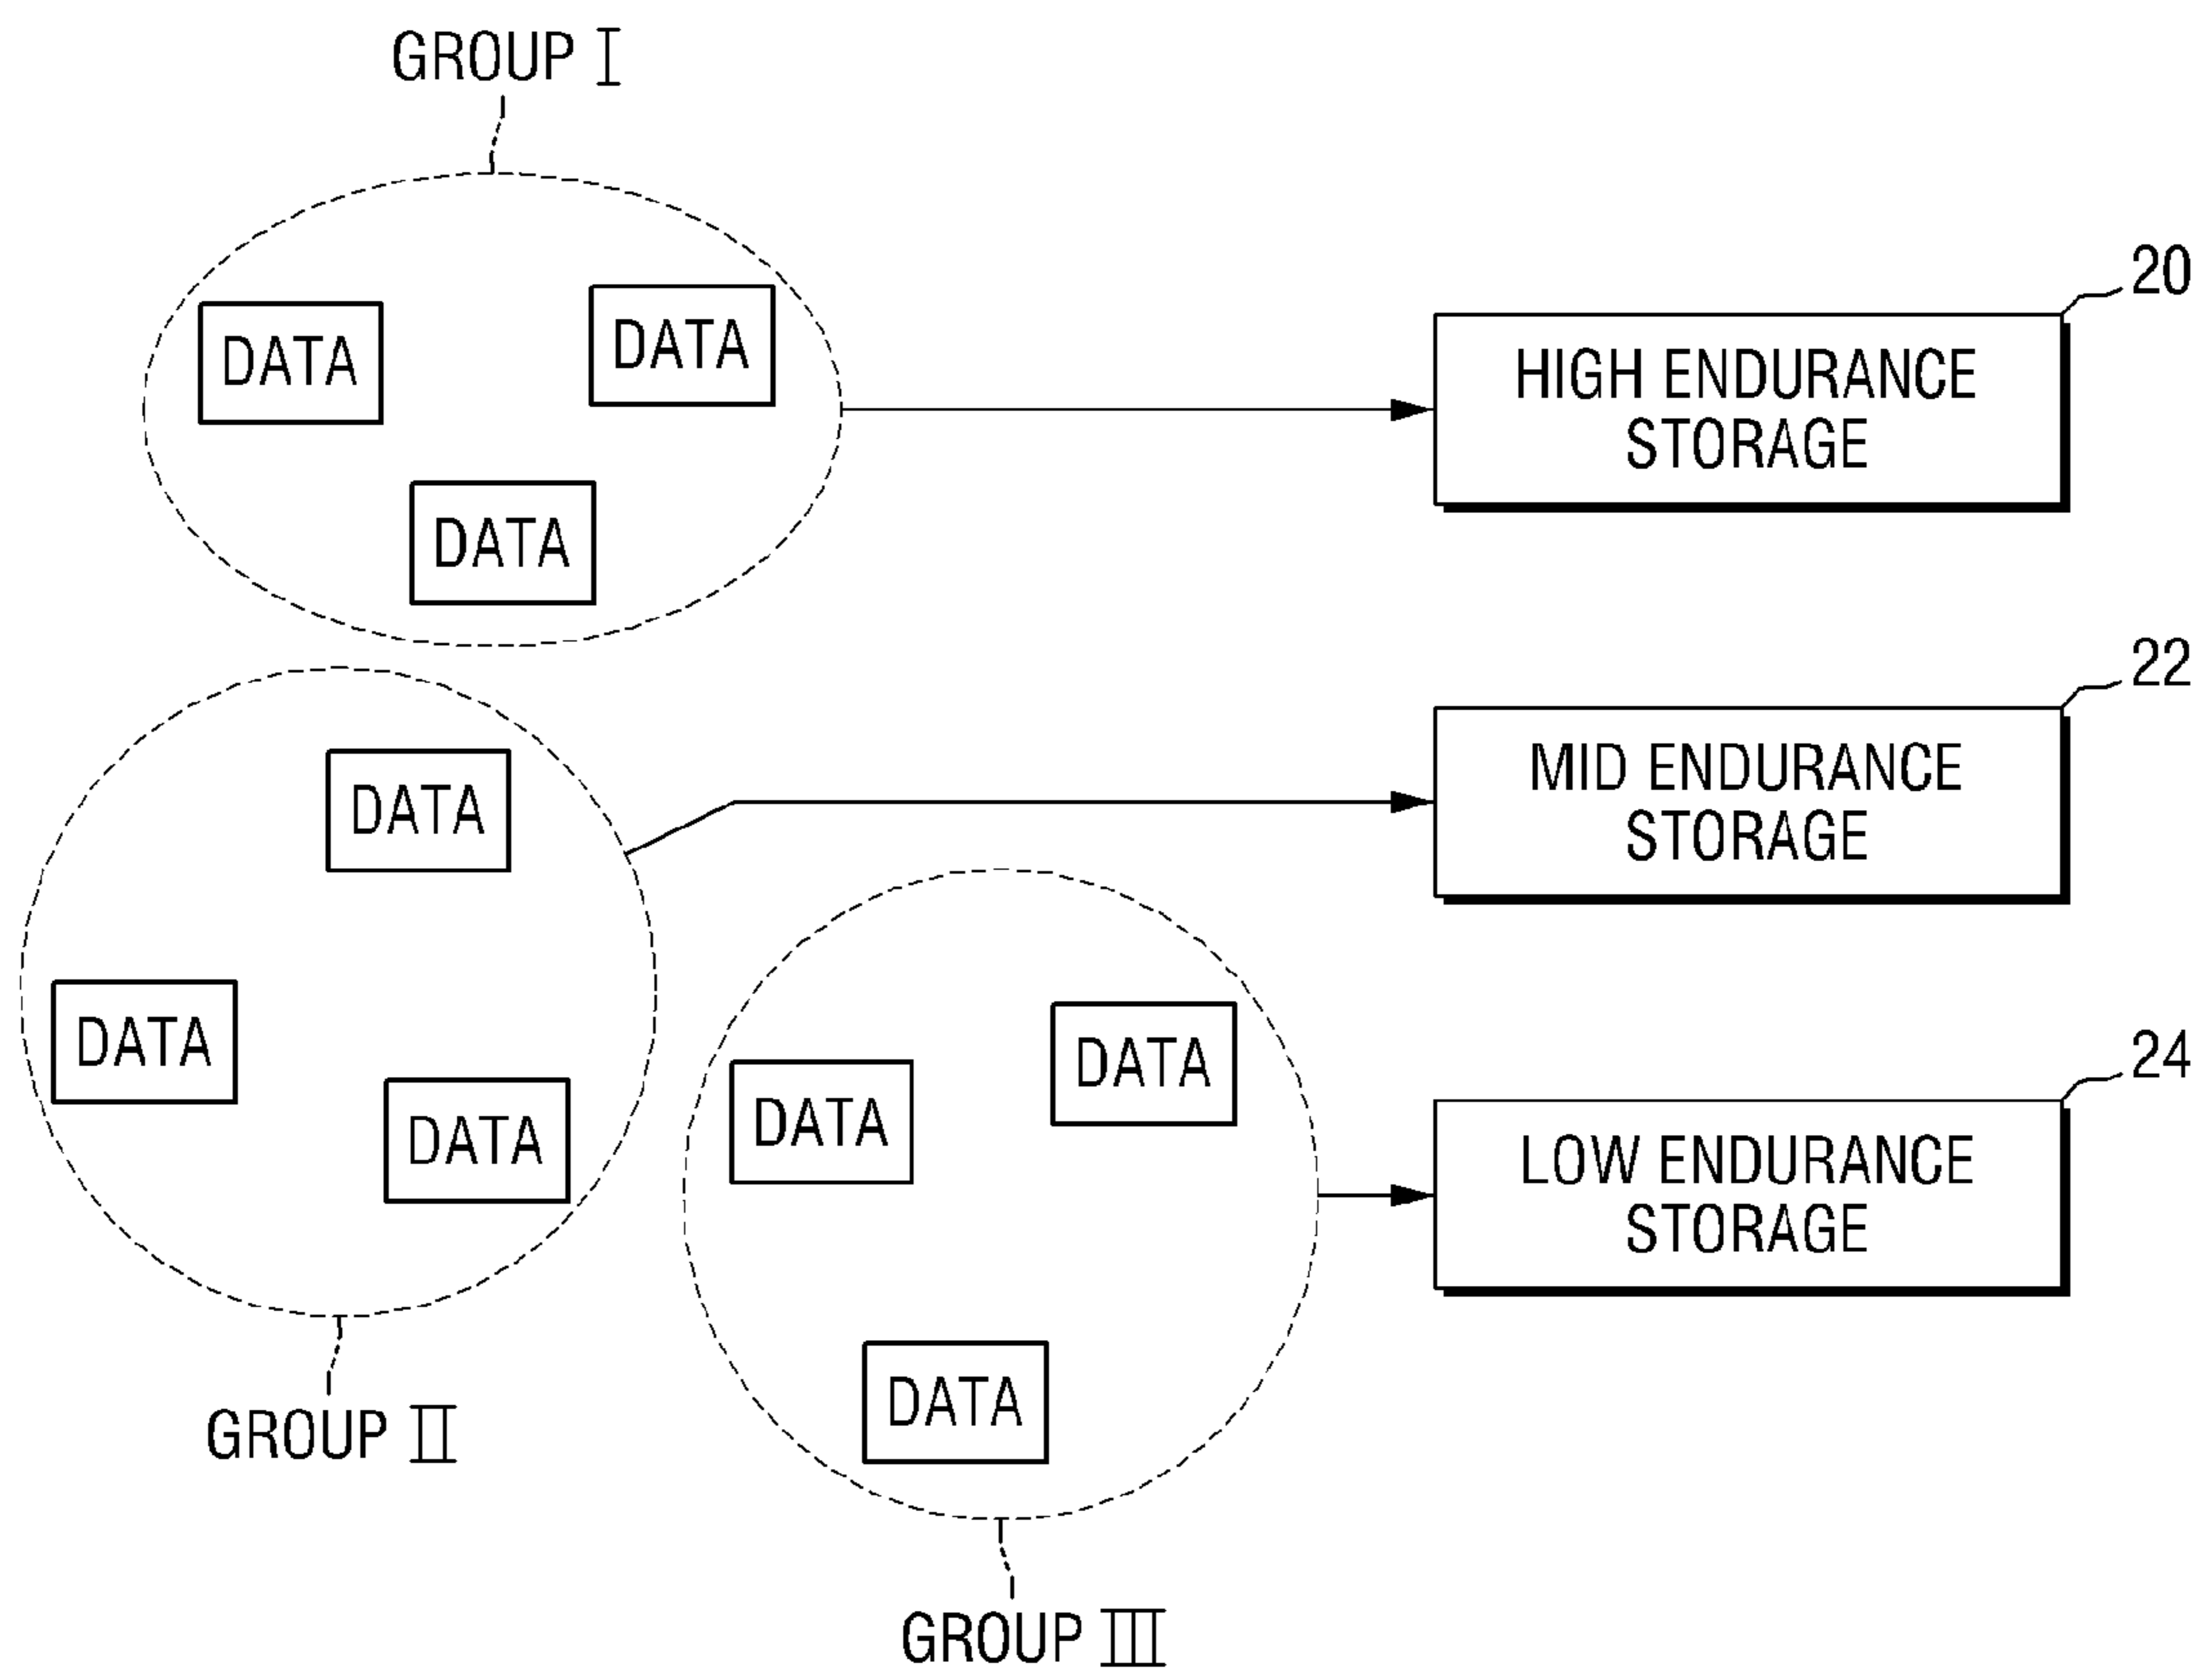 GROUP I
DATA
DATA
DATA
20
HIGH ENDURANCE
STORAGE
22
MID ENDURANCE
STORAGE
DATA
DATA
DATA
GROUP II
24
LOW ENDURANCE
STORAGE
DATA
DATA
DATA
GROUP III